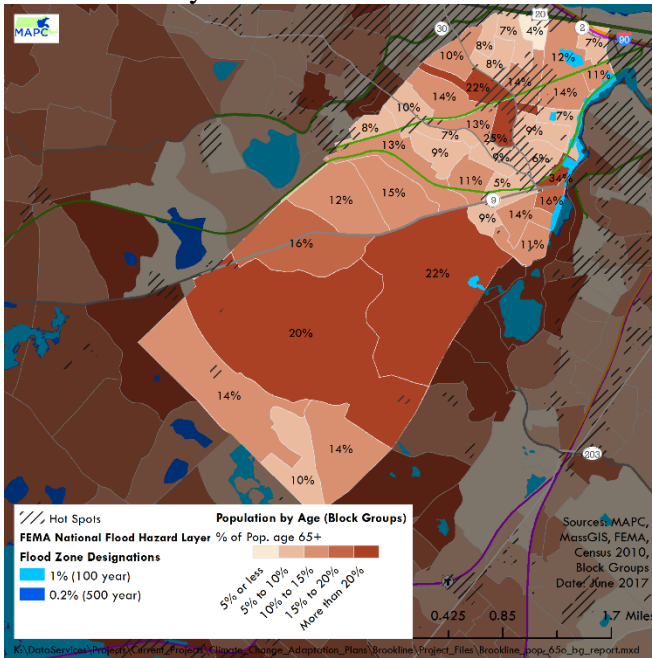 MAPC
30
20
2
90
7%
4%
8%
7%
10%
8%
12%
11%
22%
14%
14%
14%
10%
7%
8%
13%
9%
7%
25%
13%
9%
9%
6%
11%
5%
34%
12%
15%
9
16%
9%
14%
16%
11%
22%
20%
14%
14%
10%
203
Hot Spots
FEMA National Flood Hazard Layer
Flood Zone Designations
1% (100 year)
0.2% (500 year)
Population by Age (Block Groups)
% of Pop. age 65+
5% or less
5% to 10%
10% to 15%
15% to 20%
More than 20%
Sources: MAPC,
MassGIS, FEMA,
Census 2010,
Block Groups
Date: June 2017
0.425 0.85 1.7 Miles
K:\DataServices\Projects\Current_Projects\Climate_Change_Adaptation_Plans\Brookline\Project_Files\Brookline_pop_65o_bg_report.mxd